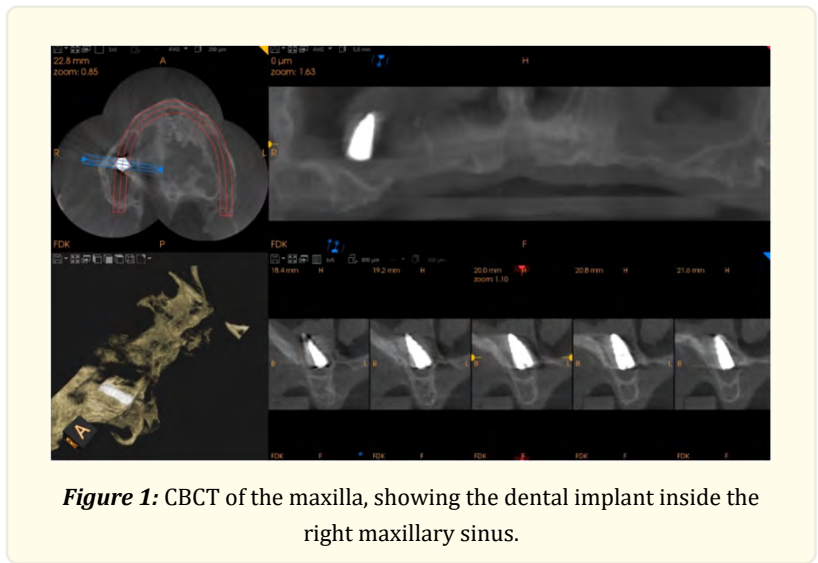 22.8 mm
zoom: 0.85
A
R
L
FDK
P
0 µm
zoom: 1.63
H
R
FDK
F
A
18.4 mm H
19.2 mm H
20.0 mm H
zoom: 1.10
20.8 mm H
21.6 mm H
B
B
B
L
B
B
L
FDK F
FDK F
FDK F
FDK F
FDK F
Figure 1: CBCT of the maxilla, showing the dental implant inside the
right maxillary sinus.